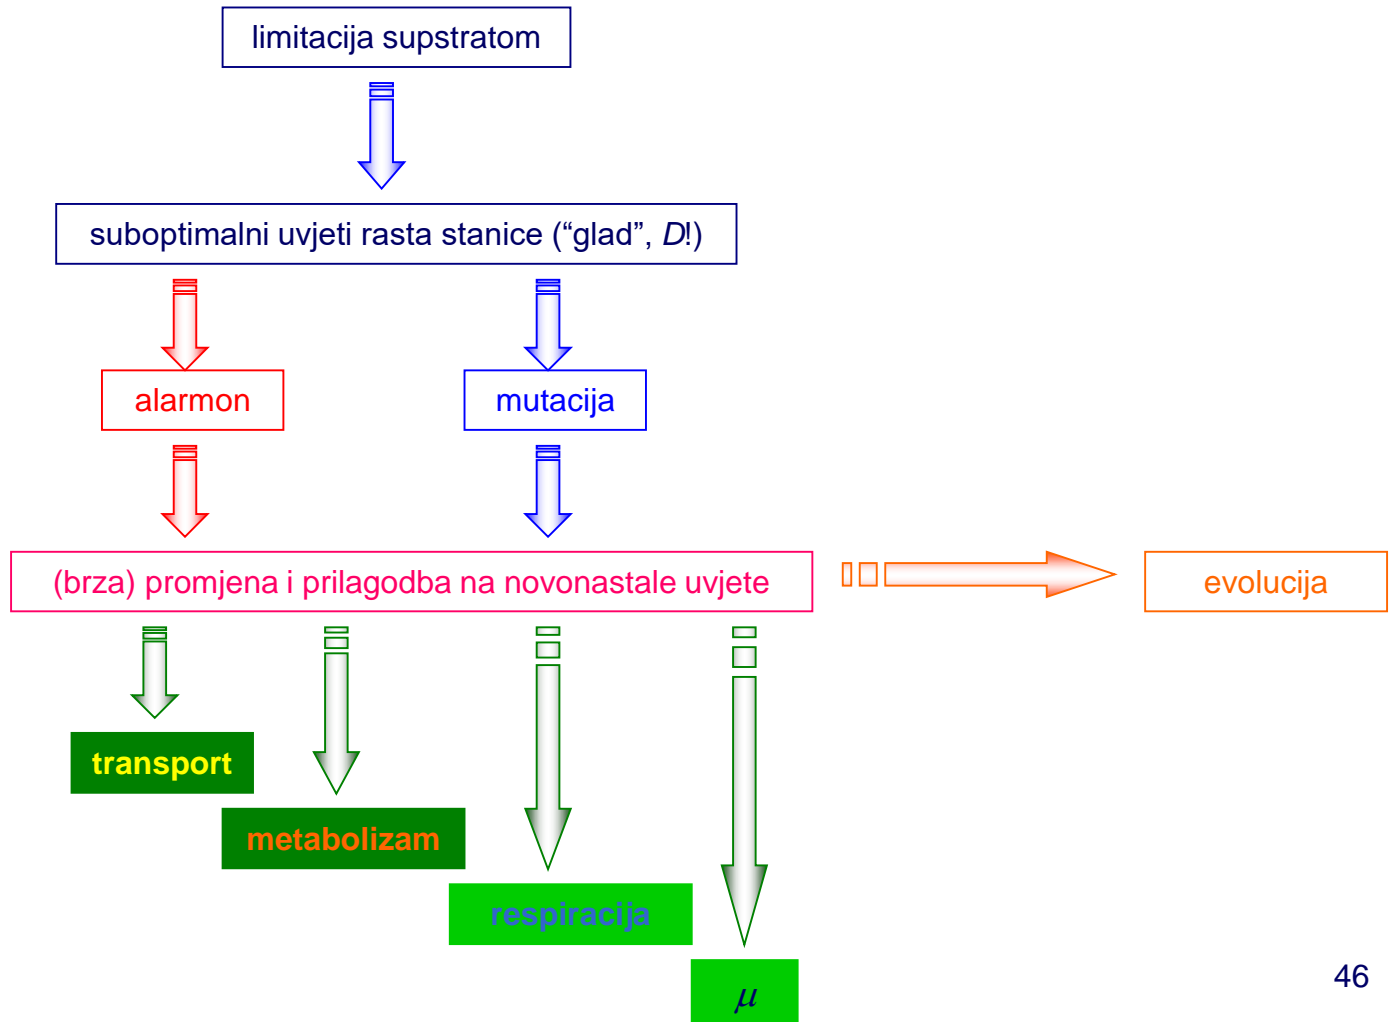 limitacija supstratom
suboptimalni uvjeti rasta stanice (“glad”, D!)
alarmon
mutacija
(brza) promjena i prilagodba na novonastale uvjete
evolucija
transport
metabolizam
respiracija
μ
46